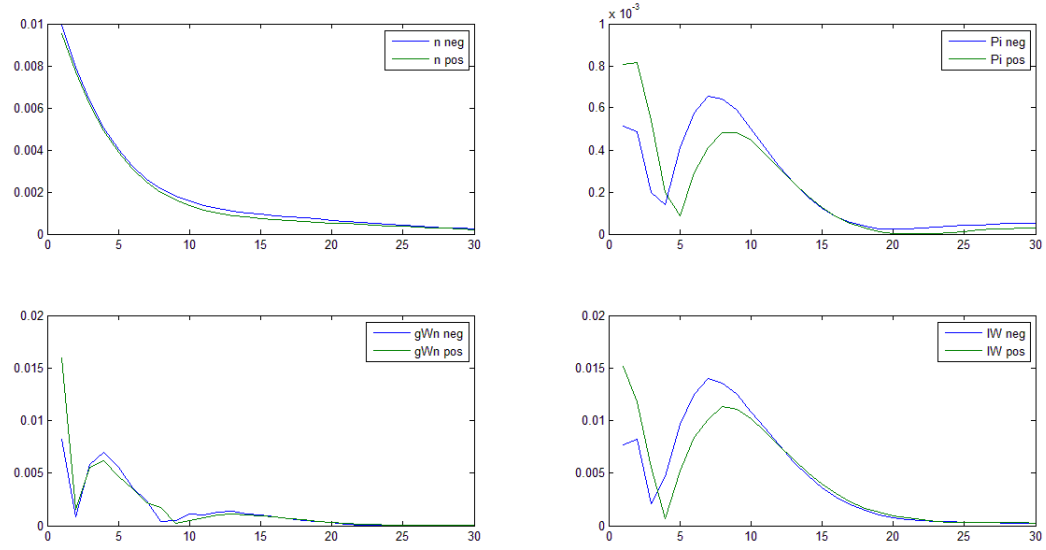 0.01
0.008
0.006
0.004
0.002
0
0 5 10 15 20 25 30
n neg
n pos
x 10⁻³
1
0.8
0.6
0.4
0.2
0
0 5 10 15 20 25 30
Pi neg
Pi pos
0.02
0.015
0.01
0.005
0
0 5 10 15 20 25 30
gWn neg
gWn pos
0.02
0.015
0.01
0.005
0
0 5 10 15 20 25 30
IW neg
IW pos